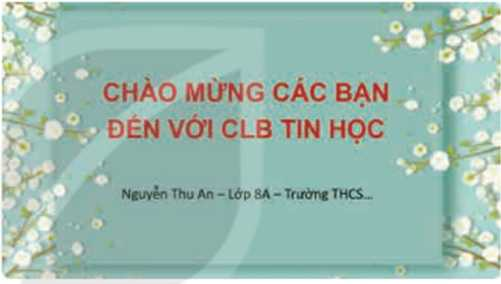 CHÀO MỪNG CÁC BẠN
ĐẾN VỚI CLB TIN HỌC
Nguyễn Thu An – Lớp 8A – Trường THCS...